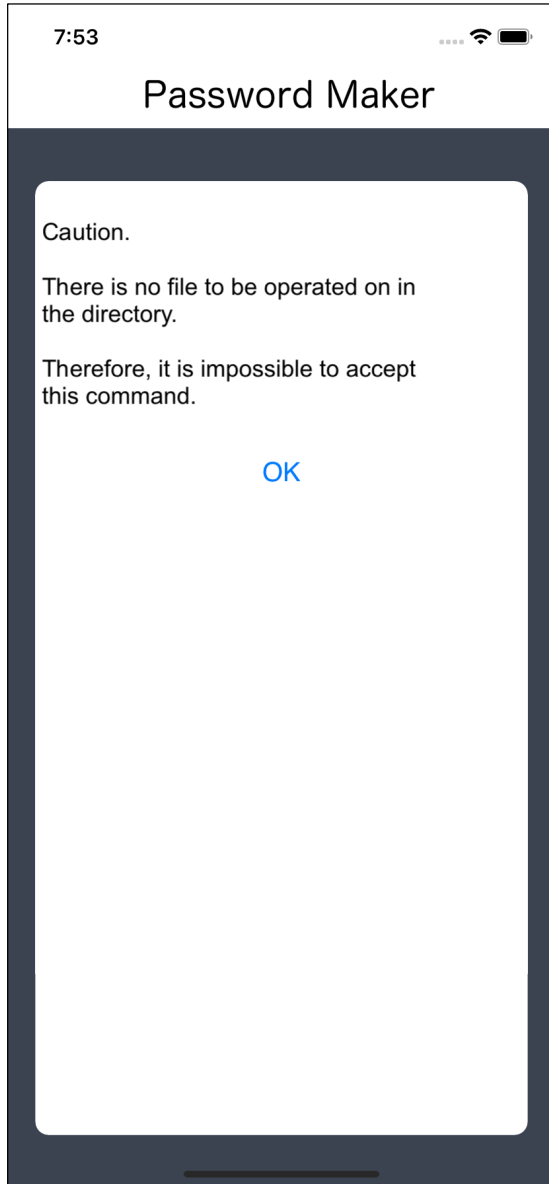 7:53
Password Maker
Caution.
There is no file to be operated on in
the directory.
Therefore, it is impossible to accept
this command.
OK